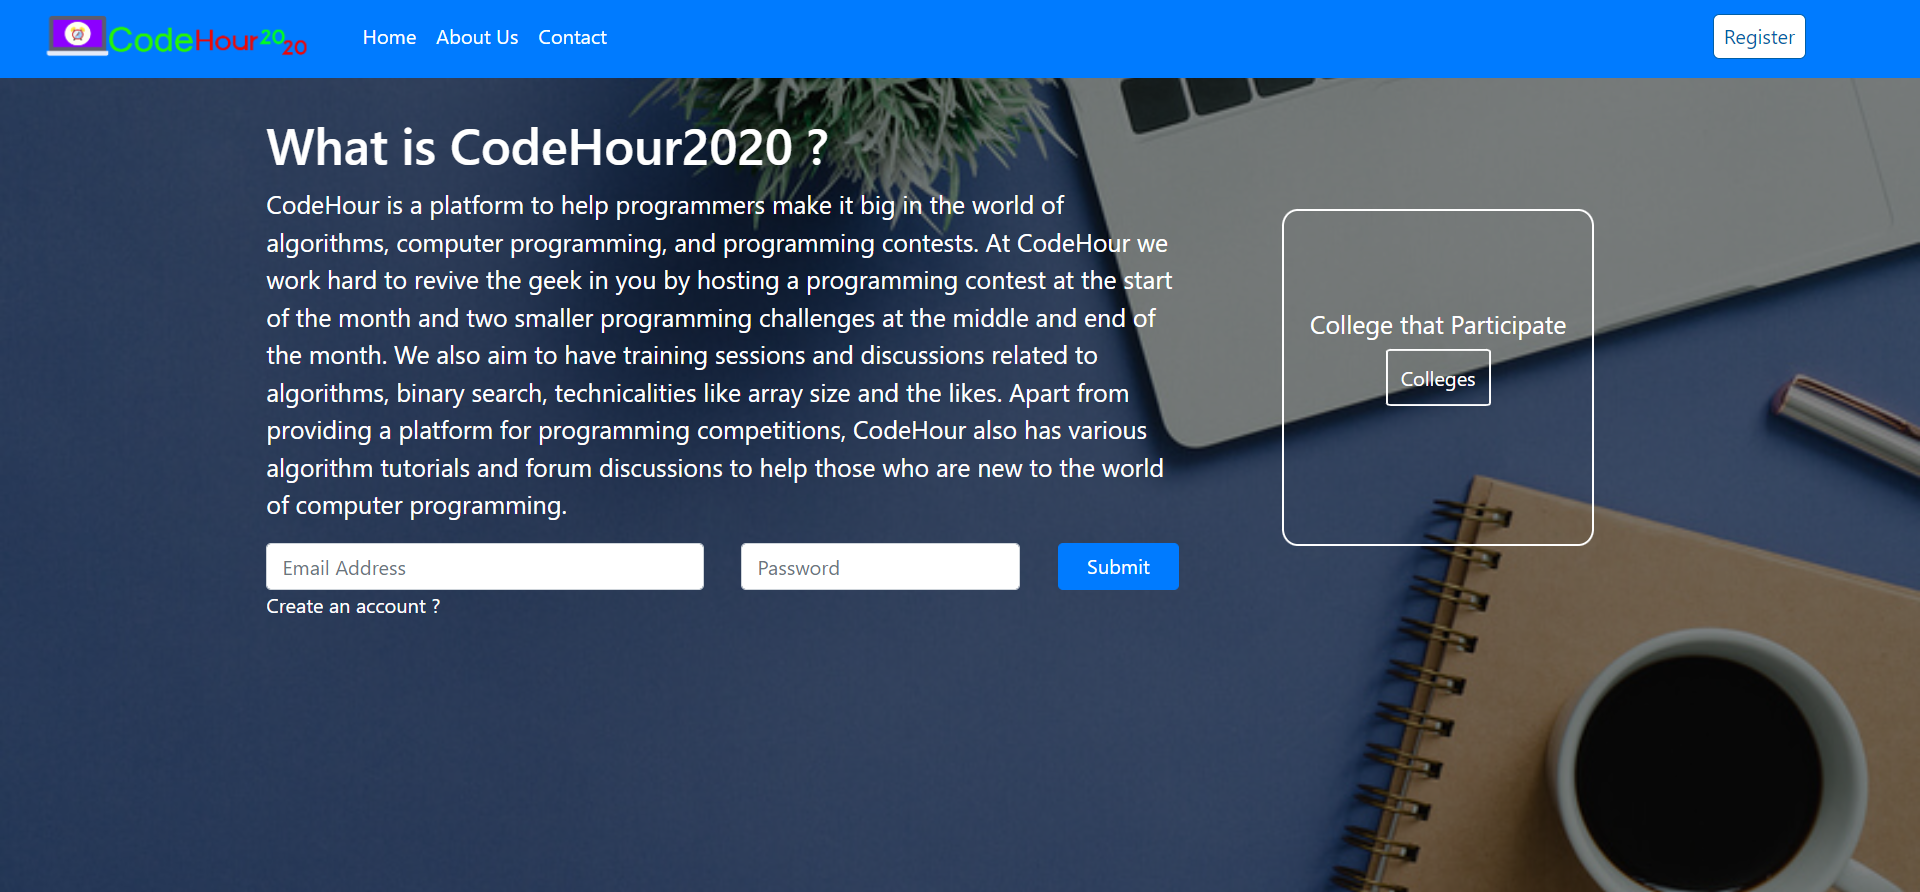 CodeHour2020
Home About Us Contact
Register
What is CodeHour2020 ?
CodeHour is a platform to help programmers make it big in the world of
algorithms, computer programming, and programming contests. At CodeHour we
work hard to revive the geek in you by hosting a programming contest at the start
of the month and two smaller programming challenges at the middle and end of
the month. We also aim to have training sessions and discussions related to
algorithms, binary search, technicalities like array size and the likes. Apart from
providing a platform for programming competitions, CodeHour also has various
algorithm tutorials and forum discussions to help those who are new to the world
of computer programming.
Email Address
Password
Submit
Create an account ?
College that Participate
Colleges